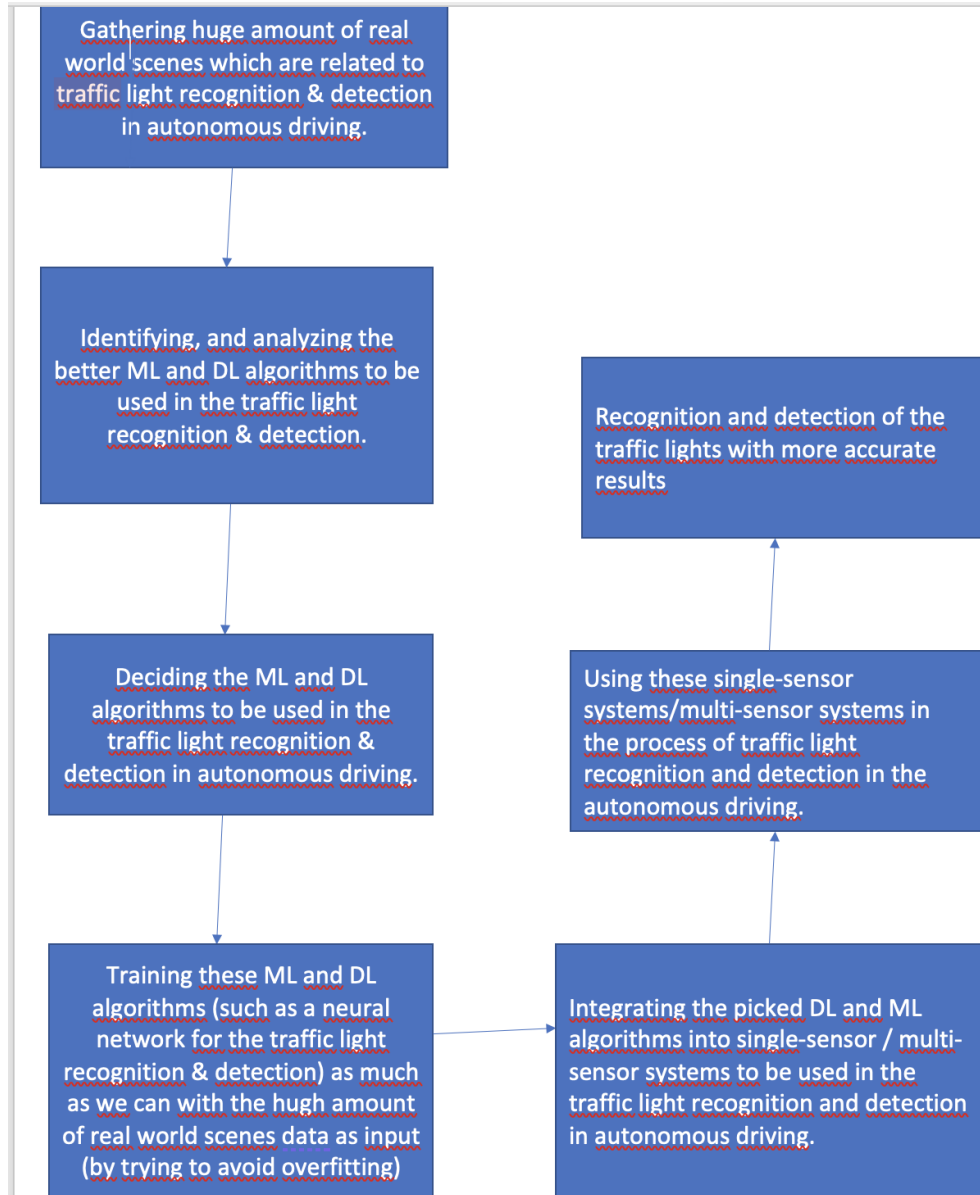 Gathering huge amount of real
world scenes which are related to
traffic light recognition & detection
in autonomous driving.
Identifying, and analyzing the
better ML and DL algorithms to be
used in the traffic light
recognition & detection.
Deciding the ML and DL
algorithms to be used in the
traffic light recognition &
detection in autonomous driving.
Training these ML and DL
algorithms (such as a neural
network for the traffic light
recognition & detection) as much
as we can with the hugh amount
of real world scenes data as input
(by trying to avoid overfitting)
Integrating the picked DL and ML
algorithms into single-sensor / multi-
sensor systems to be used in the
traffic light recognition and detection
in autonomous driving.
Using these single-sensor
systems/multi-sensor systems in
the process of traffic light
recognition and detection in the
autonomous driving.
Recognition and detection of the
traffic lights with more accurate
results